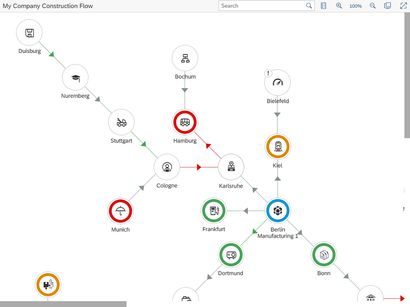 My Company Construction Flow
Search
100%
Duisburg
Bochum
Nuremberg
!
Bielefeld
Stuttgart
Hamburg
Kiel
Cologne
Karlsruhe
Munich
Frankfurt
Berlin
Manufacturing 1
Dortmund
Bonn